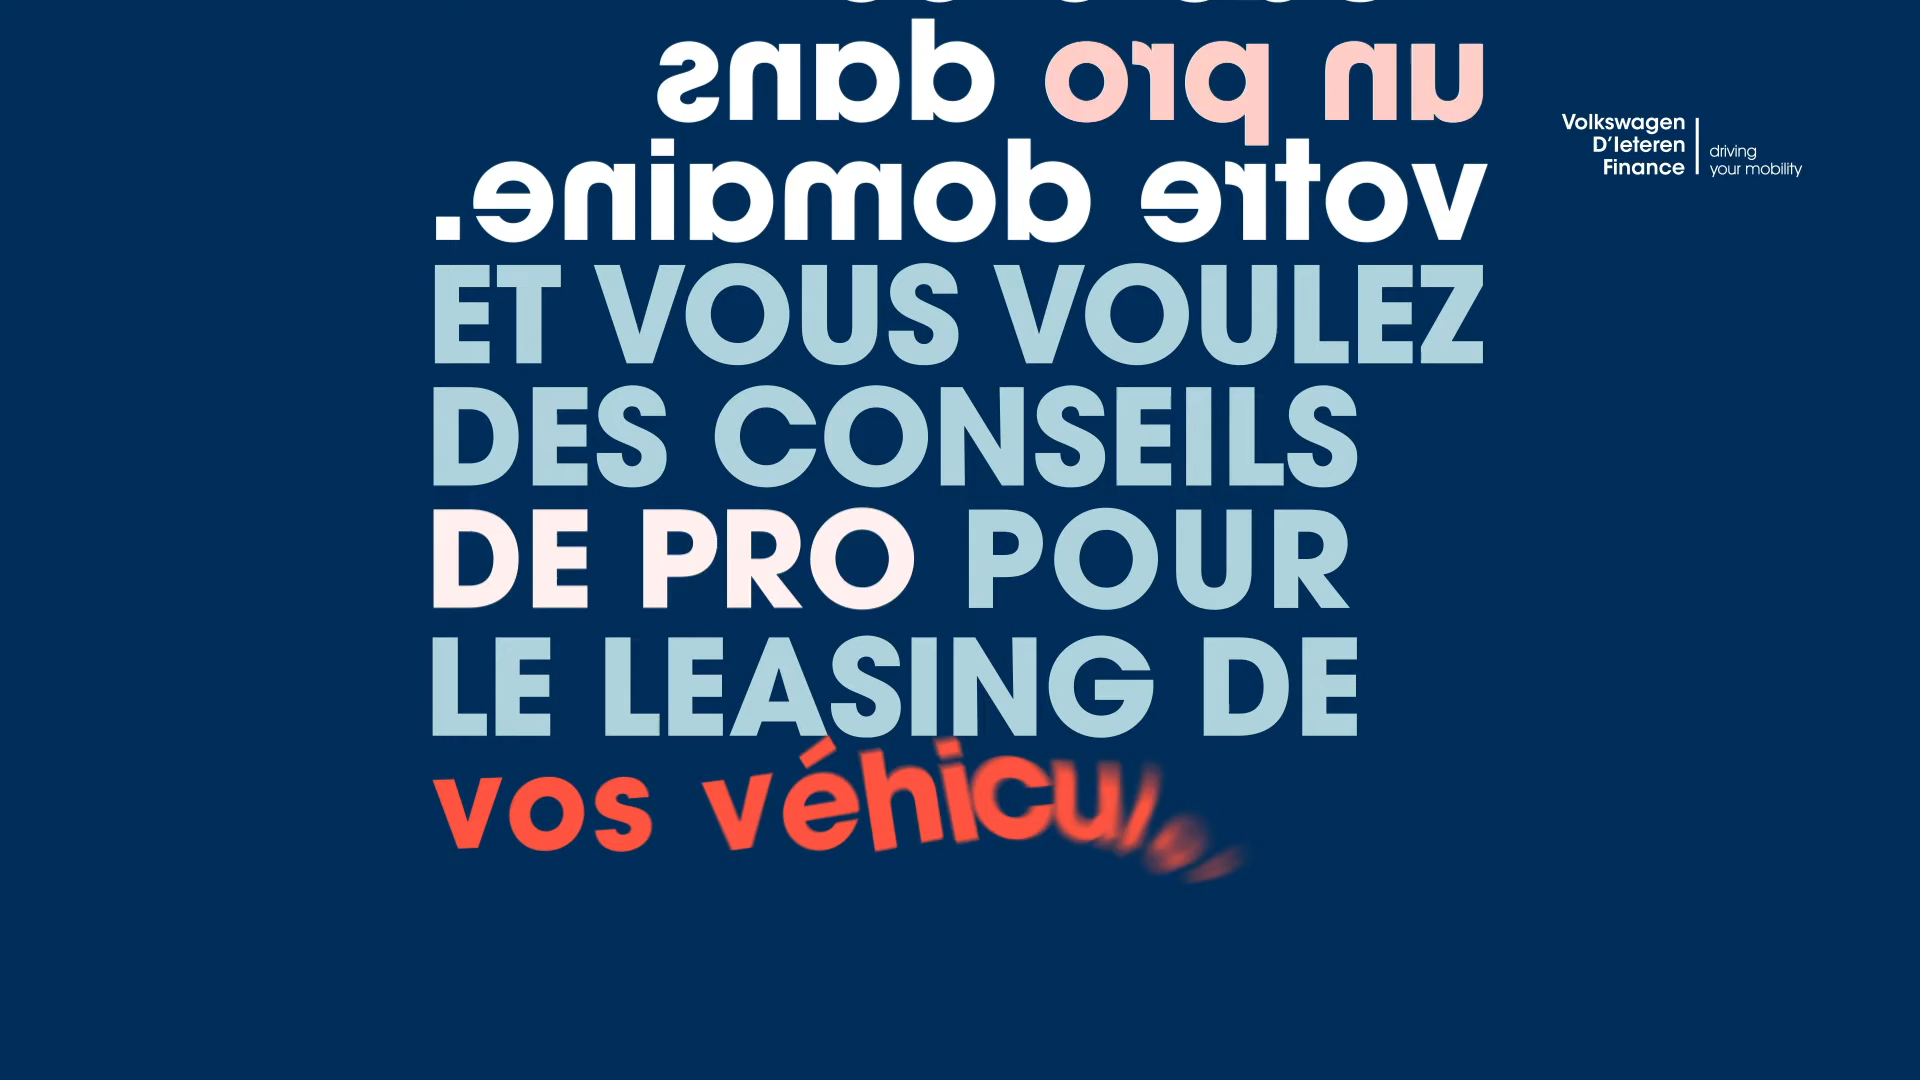 un pro dans
votre domaine.
ET VOUS VOULEZ
DES CONSEILS
DE PRO POUR
LE LEASING DE
vos véhicules
Volkswagen
D'Ieteren
Finance
driving
your mobility